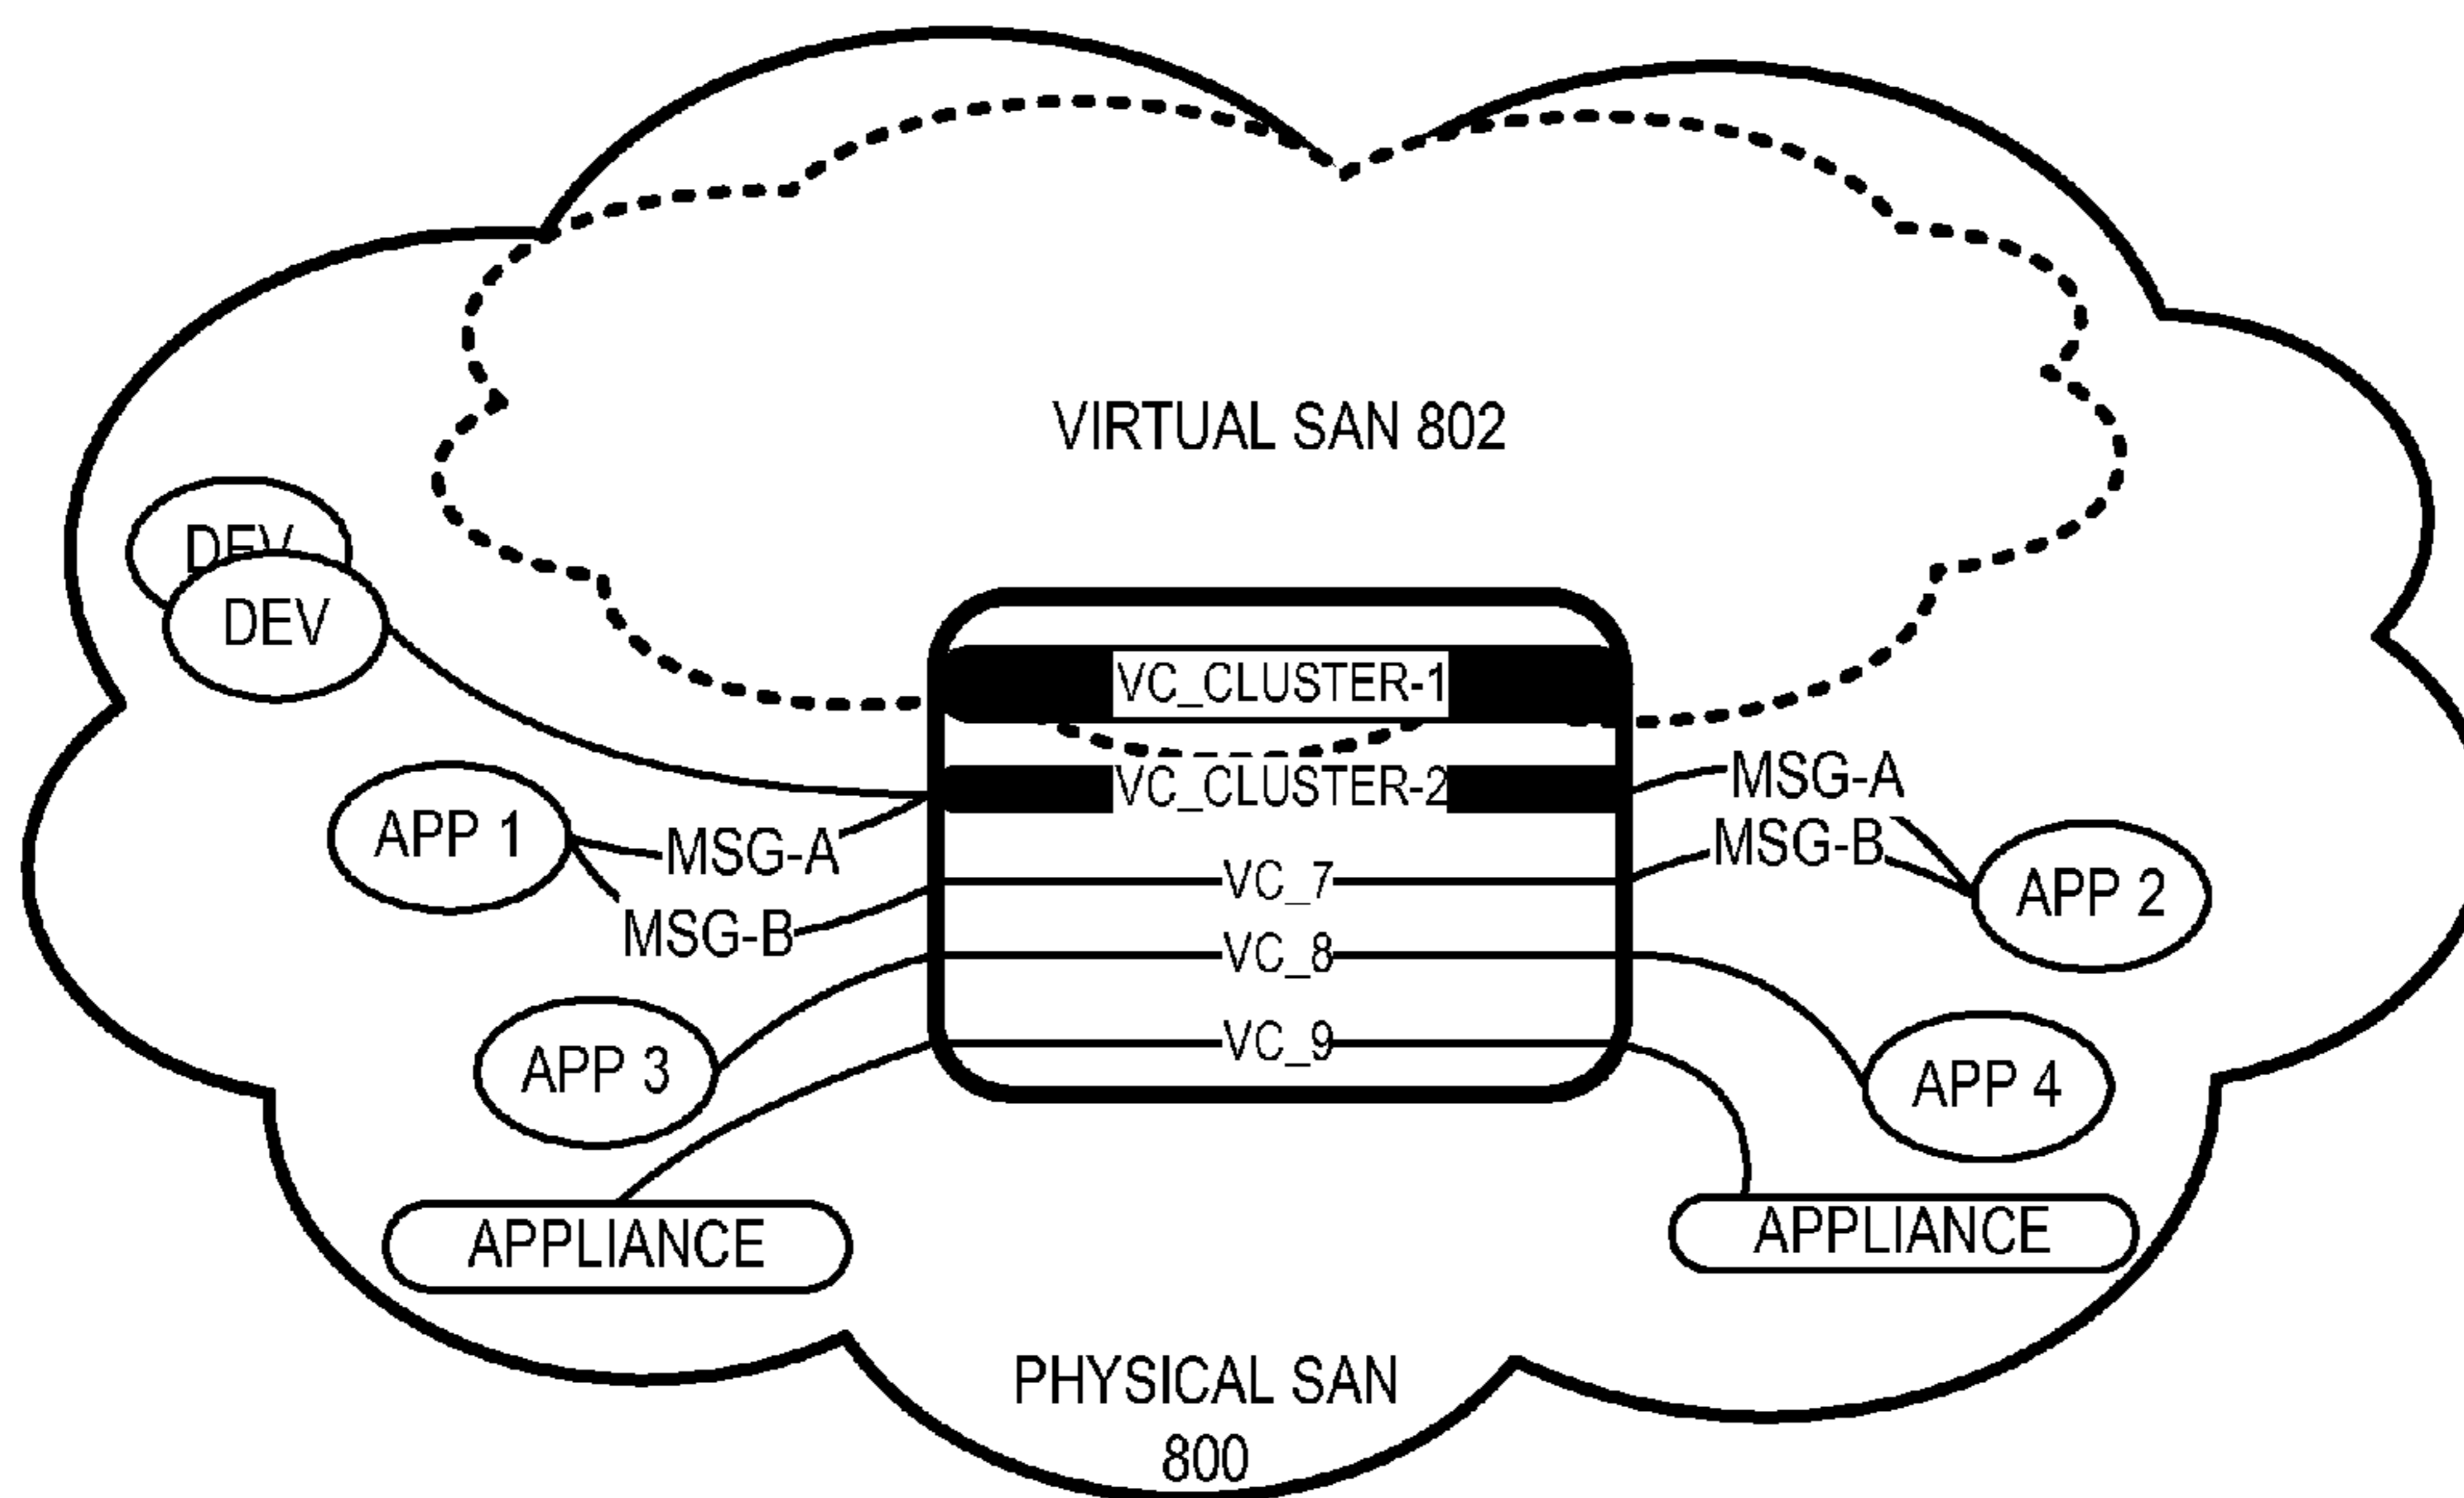 VIRTUAL SAN 802
DEV
DEV
VC_CLUSTER-1
VC_CLUSTER-2
MSG-A
MSG-B
APP 1
MSG-A
MSG-B
APP 2
VC_7
VC_8
VC_9
APP 3
APP 4
APPLIANCE
APPLIANCE
PHYSICAL SAN
800